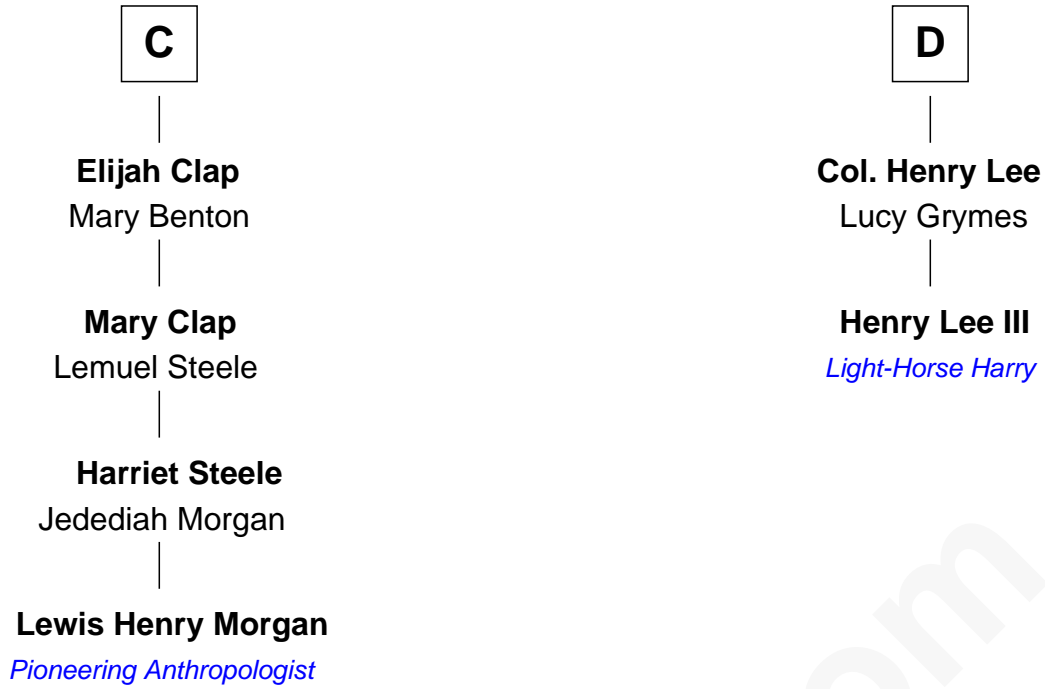 C
Elijah Clap
Mary Benton
Mary Clap
Lemuel Steele
Harriet Steele
Jedediah Morgan
Lewis Henry Morgan
Pioneering Anthropologist
D
Col. Henry Lee
Lucy Grymes
Henry Lee III
Light-Horse Harry
om